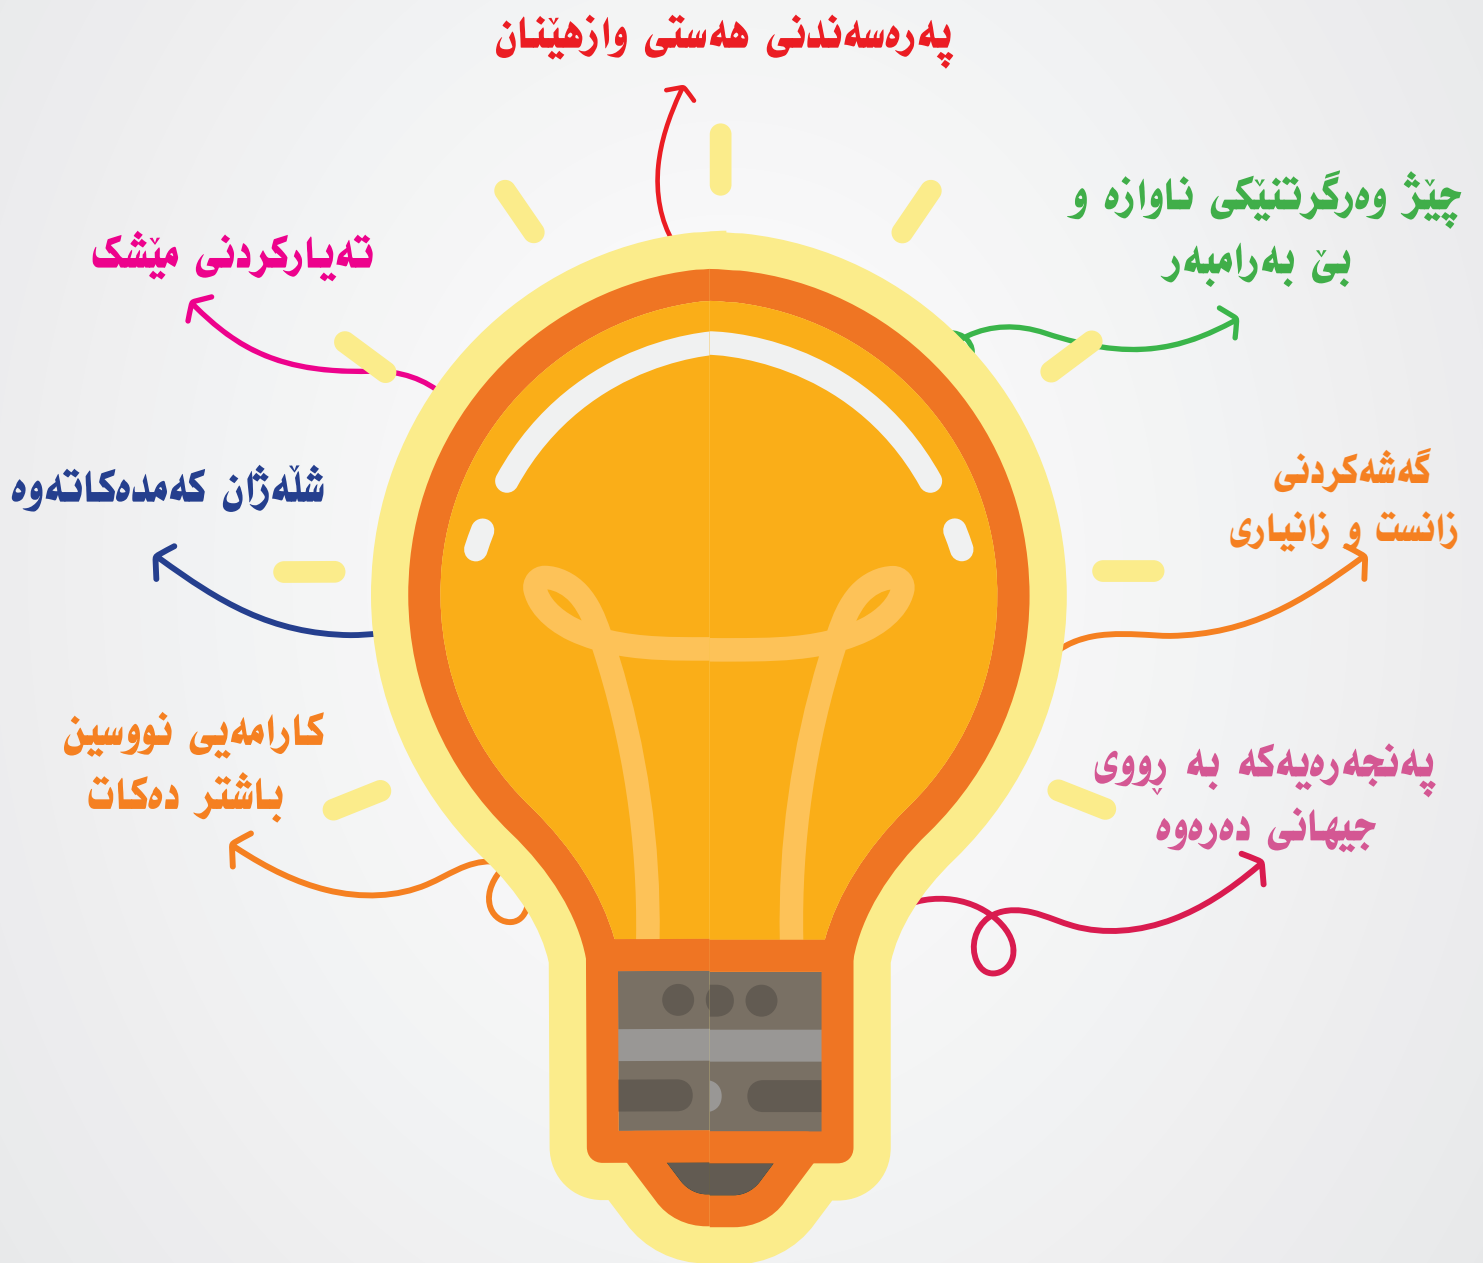 پەرەسەندنی هەستی وازهێنان
چێژ وەرگرتنێکی ناوازە و
بێ بەرامبەر
تەیارکردنی مێشک
گەشەکردنی
زانست و زانیاری
شڵەژان کەمدەکاتەوە
پەنجەرەیەکە بە ڕووی
جیهانی دەرەوە
کارامەیی نووسین
باشتر دەکات